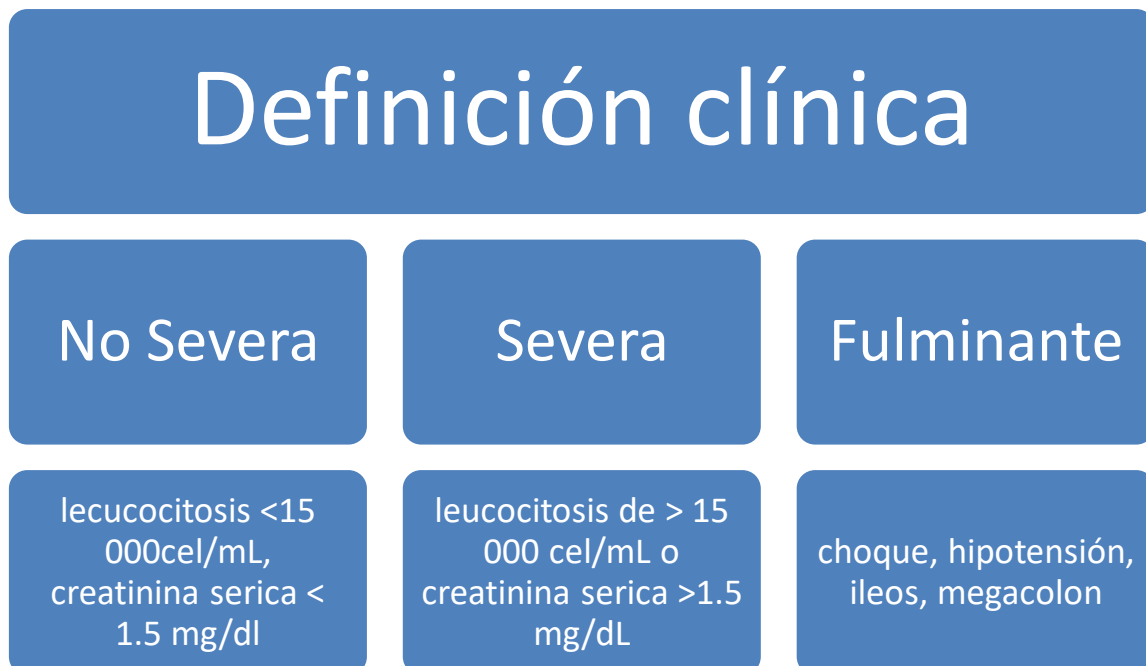 Definición clínica
No Severa
Severa
Fulminante
lecucocitosis <15
000cel/mL,
creatinina serica <
1.5 mg/dl
leucocitosis de > 15
000 cel/mL o
creatinina serica >1.5
mg/dL
choque, hipotensión,
ileos, megacolon